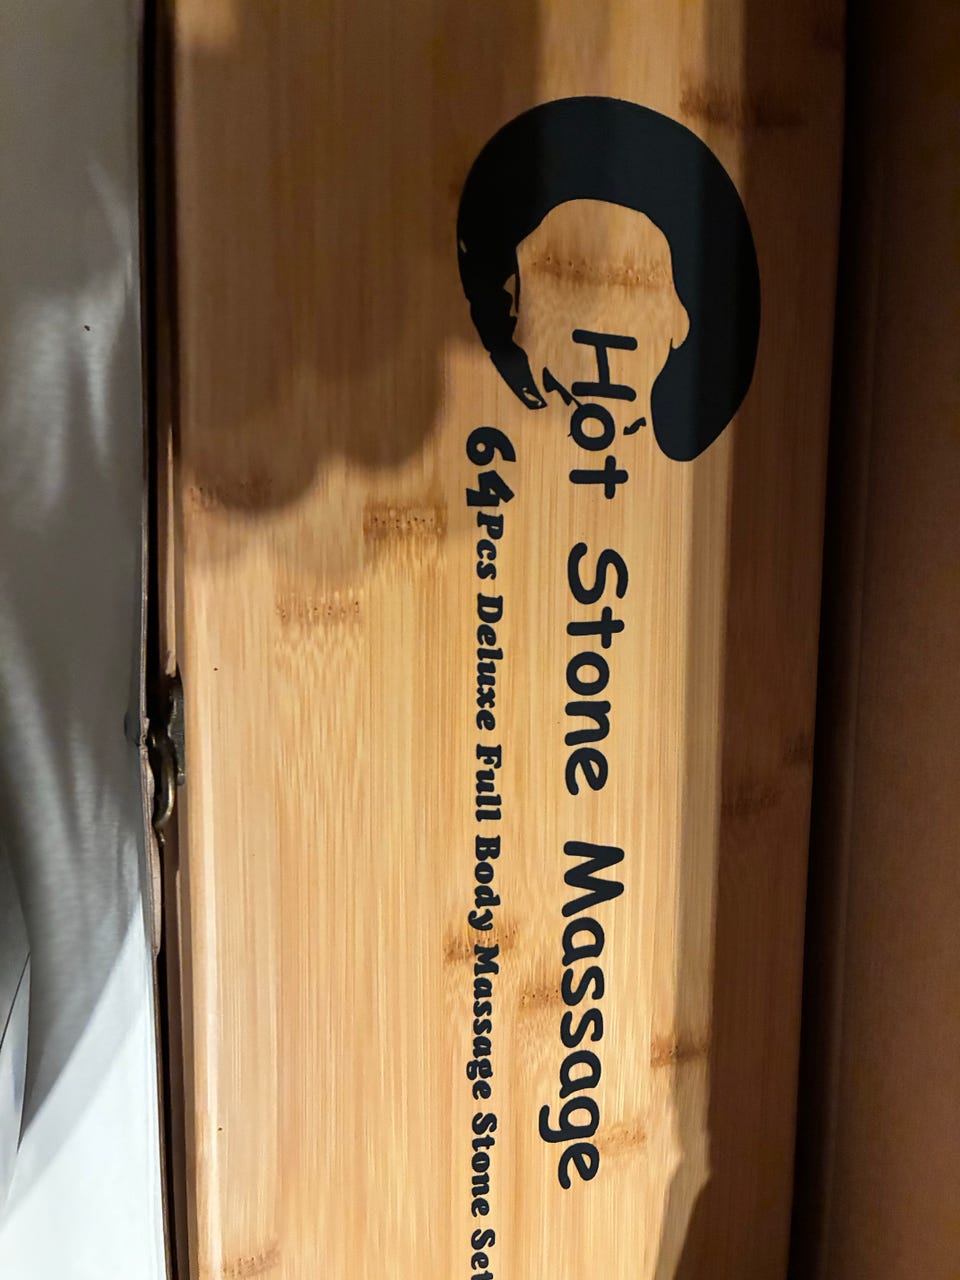 Hot Stone Massage
64Pcs Deluxe Full Body Massage Stone Set